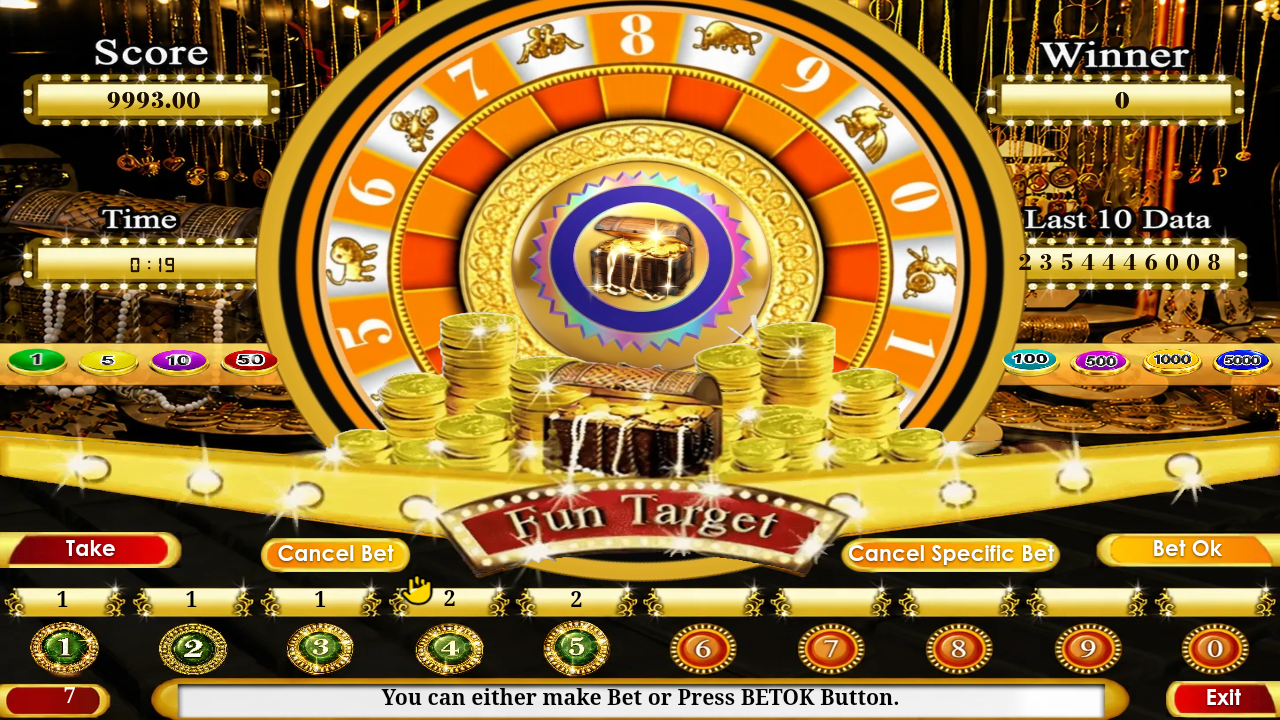 Score
9993.00
Winner
0
Time
0:19
Last 10 Data
2 3 5 4 4 4 6 0 0 8
5 6 7 8 9 0 1
1 5 10 50
100 500 1000 5000
Fun Target
Take
Cancel Bet
Cancel Specific Bet
Bet Ok
1 1 1 2 2
1 2 3 4 5 6 7 8 9 0
7
You can either make Bet or Press BETOK Button.
Exit